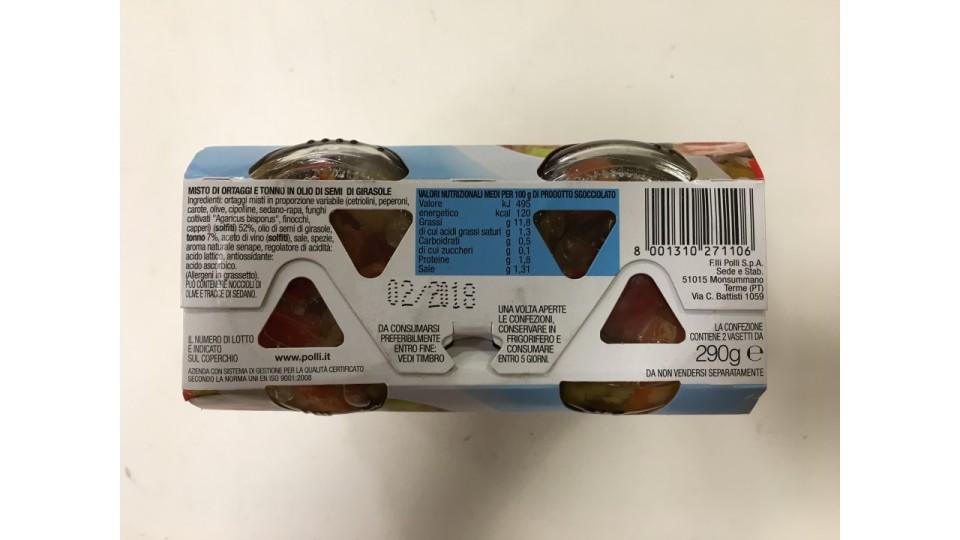 MISTO DI ORTAGGI E TONNO IN OLIO DI SEMI DI GIRASOLE
Ingredienti: ortaggi misti in proporzione variabile (cetriolini, peperoni,
carote, olive, cipolline, sedano-rapa, funghi
coltivati "Agaricus bisporus", finocchi,
capperi) (solfiti) 52%, olio di semi di girasole,
tonno 7%, aceto di vino (solfiti), sale, spezie,
aroma naturale senape, regolatore di acidità:
acido lattico, antiossidante:
acido ascorbico.
(Allergeni in grassetto).
PUÒ CONTENERE NOCCIOLI DI
OLIVE E TRACCE DI SEDANO.
VALORI NUTRIZIONALI MEDI PER 100 g DI PRODOTTO SGOCCIOLATO
Valore kJ 495
energetico kcal 120
Grassi g 11,8
di cui acidi grassi saturi g 1,3
Carboidrati g 0,5
di cui zuccheri g 0,1
Proteine g 1,8
Sale g 1,31
8 001310 271106
F.lli Polli S.p.A.
Sede e Stab.
51015 Monsummano
Terme (PT)
Via C. Battisti 1059
02/2018
IL NUMERO DI LOTTO
E INDICATO
SUL COPERCHIO
www.polli.it
AZIENDA CON SISTEMA DI GESTIONE PER LA QUALITÀ CERTIFICATO
SECONDO LA NORMA UNI EN ISO 9001:2008
DA CONSUMARSI
PREFERIBILMENTE
ENTRO FINE:
VEDI TIMBRO
UNA VOLTA APERTE
LE CONFEZIONI,
CONSERVARE IN
FRIGORIFERO E
CONSUMARE
ENTRO 5 GIORNI.
LA CONFEZIONE
CONTIENE 2 VASETTI DA
290g e
DA NON VENDERSI SEPARATAMENTE